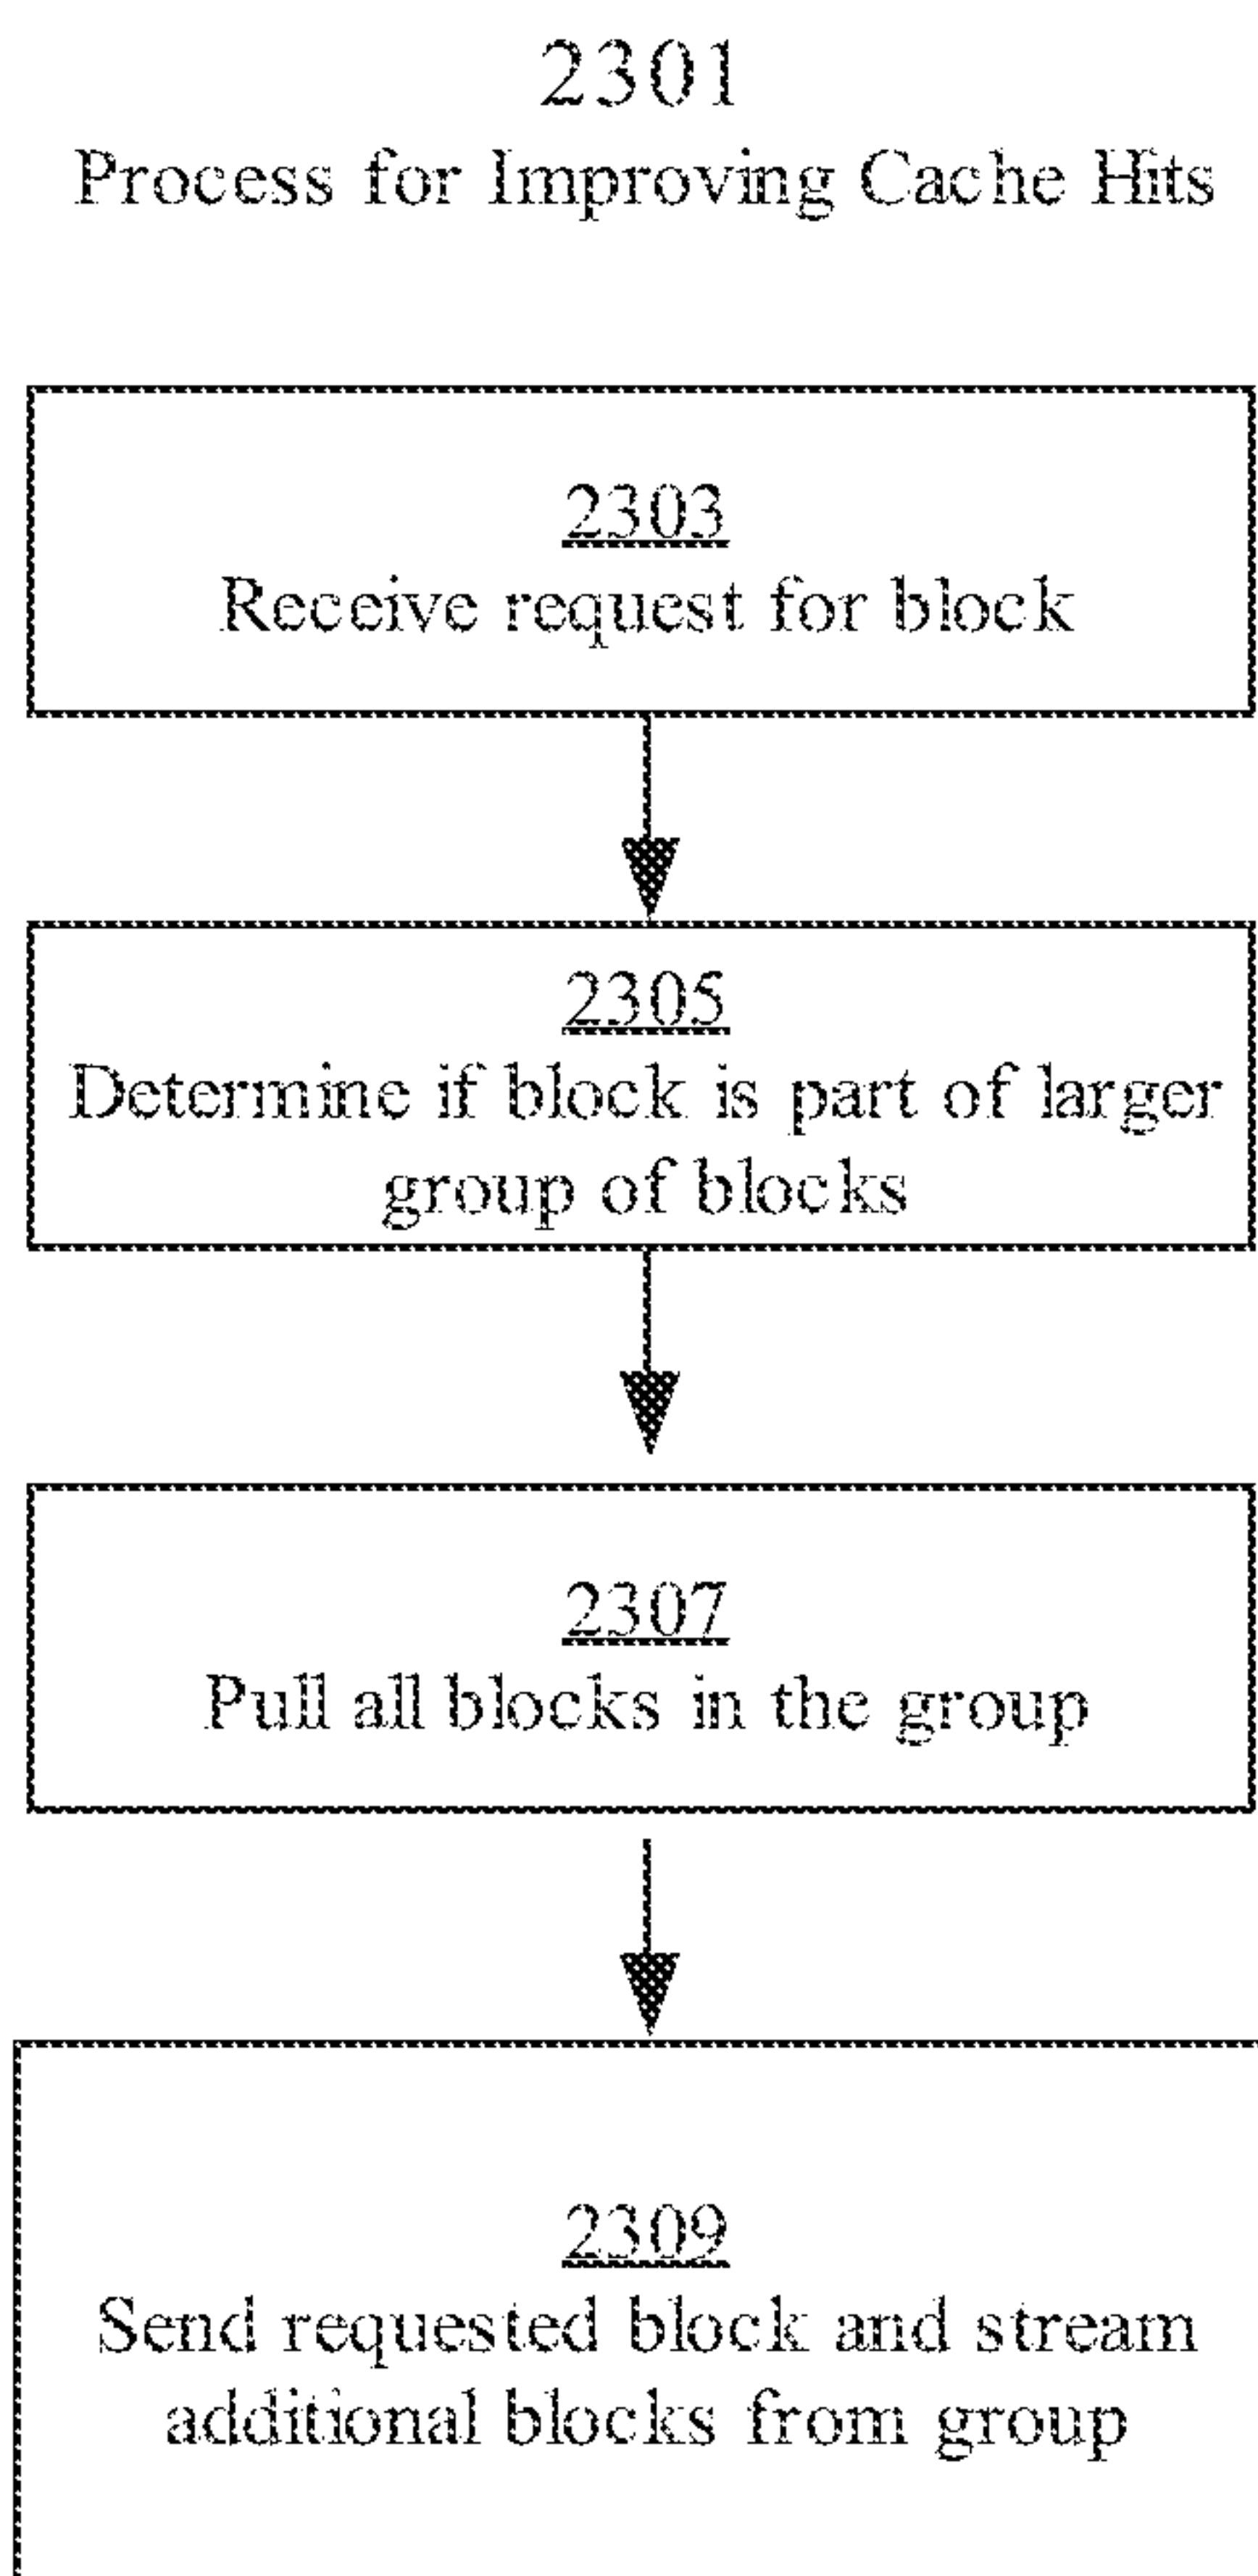 2301
Process for Improving Cache Hits
2303
Receive request for block
2305
Determine if block is part of larger
group of blocks
2307
Pull all blocks in the group
2309
Send requested block and stream
additional blocks from group